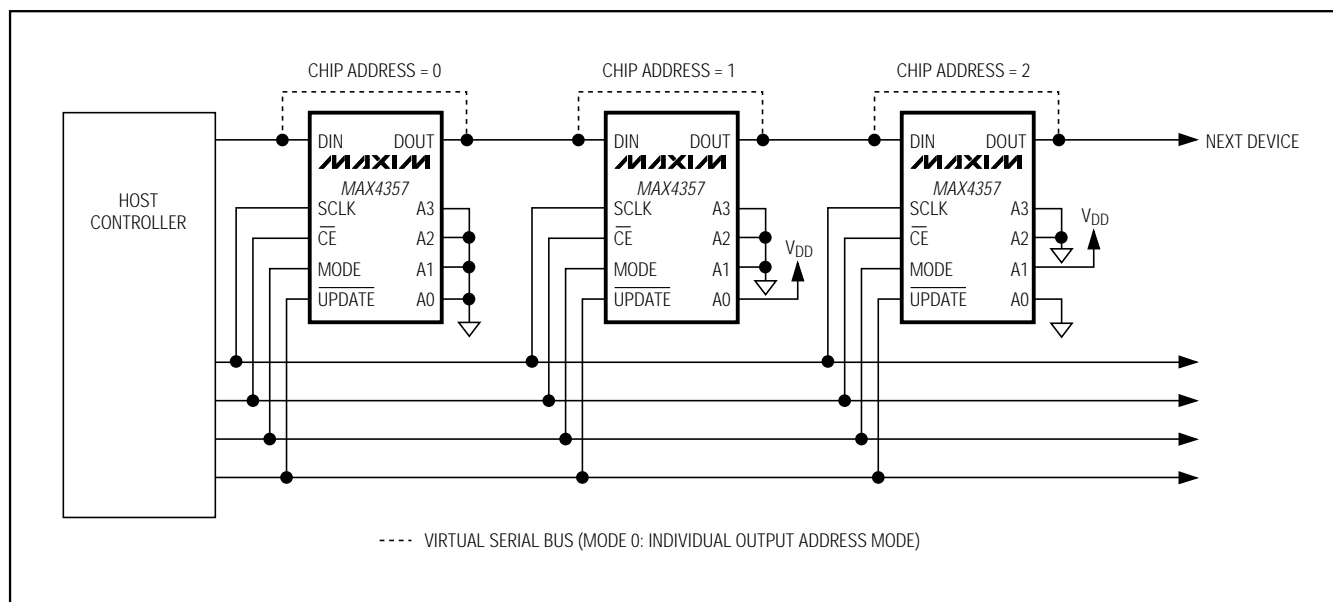 CHIP ADDRESS = 0
CHIP ADDRESS = 1
CHIP ADDRESS = 2
HOST
CONTROLLER
DIN DOUT
MAXIM
MAX4357
SCLK A3
CE A2
MODE A1
UPDATE A0
DIN DOUT
MAXIM
MAX4357
SCLK A3
CE A2
MODE A1
UPDATE A0
VDD
DIN DOUT
MAXIM
MAX4357
SCLK A3
CE A2
MODE A1
UPDATE A0
VDD
NEXT DEVICE
---- VIRTUAL SERIAL BUS (MODE 0: INDIVIDUAL OUTPUT ADDRESS MODE)